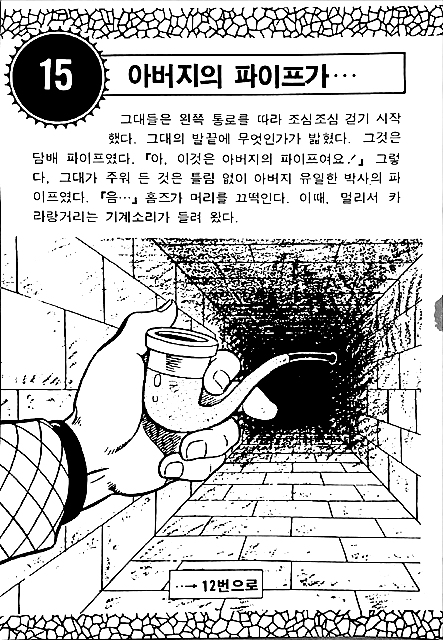 15
아버지의 파이프가…
그대들은 왼쪽 통로를 따라 조심조심 걷기 시작
했다. 그대의 발끝에 무엇인가가 밟혔다. 그것은
담배 파이프였다. 『아, 이것은 아버지의 파이프여요!』 그렇
다. 그대가 주워 든 것은 틀림 없이 아버지 유일한 박사의 파
이프였다. 『음…』 홈즈가 머리를 끄떡인다. 이때, 멀리서 카
라랑거리는 기계소리가 들려 왔다.
…→ 12번으로